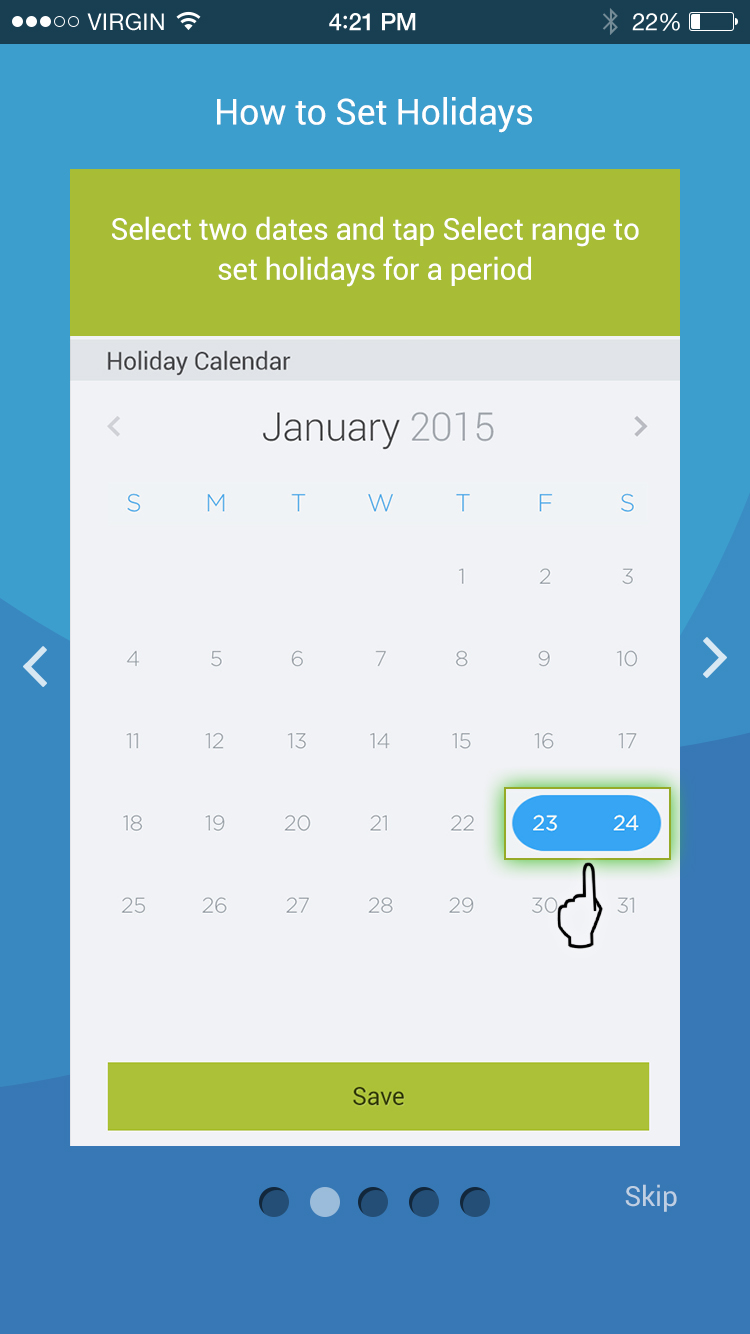 VIRGIN 4:21 PM 22%
How to Set Holidays
Select two dates and tap Select range to
set holidays for a period
Holiday Calendar
January 2015
S M T W T F S
1 2 3
4 5 6 7 8 9 10
11 12 13 14 15 16 17
18 19 20 21 22 23 24
25 26 27 28 29 30 31
Save
Skip